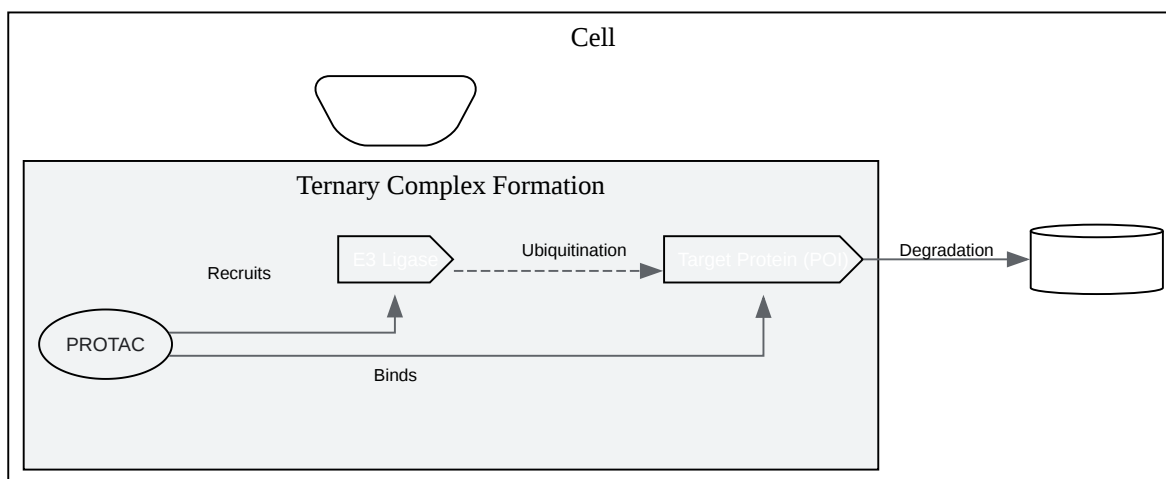 Cell
Ternary Complex Formation
E3 Ligase
Ubiquitination
Target Protein (POI)
Degradation
Recruits
PROTAC
Binds